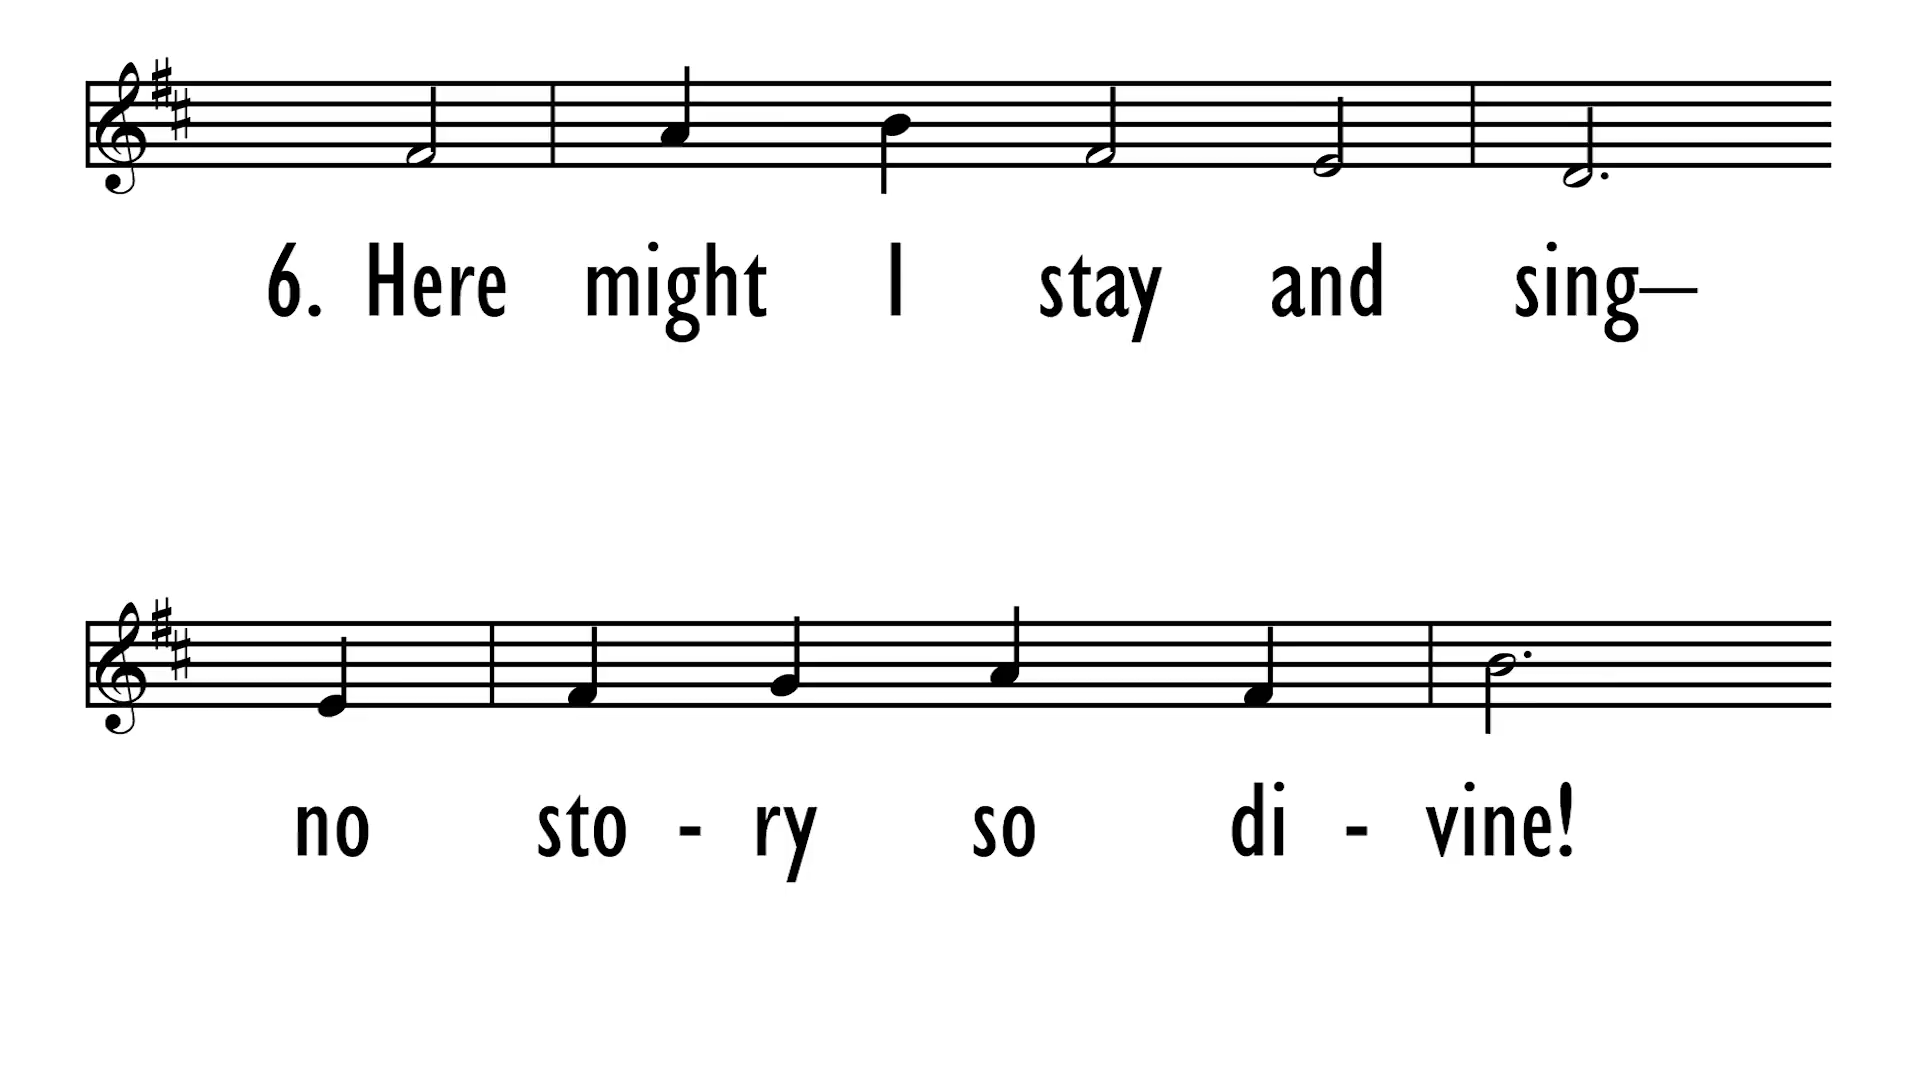 6. Here might I stay and sing—
no sto - ry so di - vine!